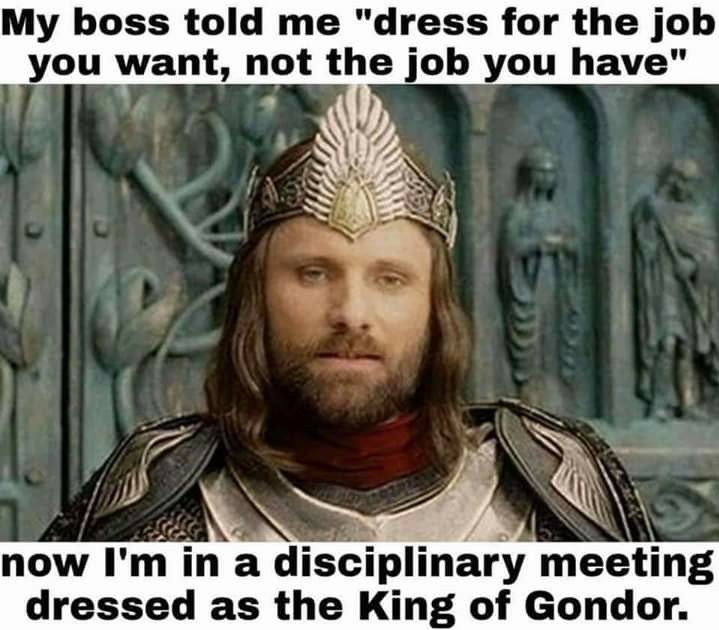 My boss told me "dress for the job
you want, not the job you have"
now I'm in a disciplinary meeting
dressed as the King of Gondor.